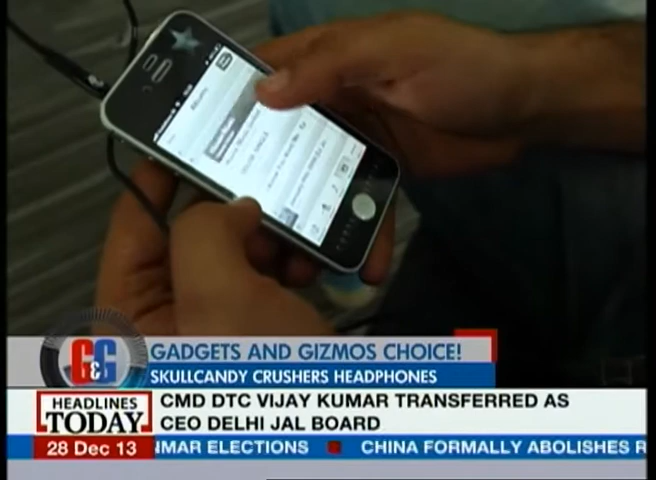 G&G
GADGETS AND GIZMOS CHOICE!
SKULLCANDY CRUSHERS HEADPHONES
HEADLINES
TODAY
CMD DTC VIJAY KUMAR TRANSFERRED AS
CEO DELHI JAL BOARD
28 Dec 13
NMAR ELECTIONS ■ CHINA FORMALLY ABOLISHES R